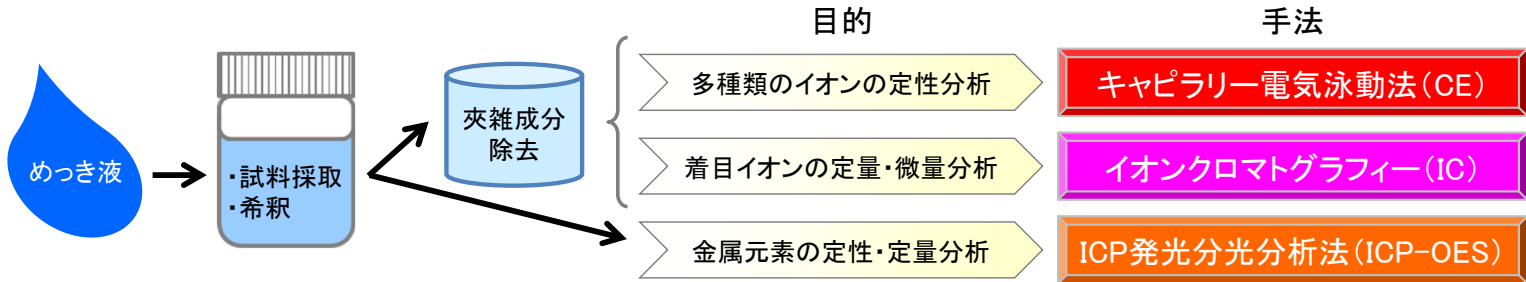 目的
手法
めっき液
・試料採取
・希釈
夾雑成分
除去
多種類のイオンの定性分析
キャピラリー電気泳動法(CE)
着目イオンの定量・微量分析
イオンクロマトグラフィー(IC)
金属元素の定性・定量分析
ICP発光分光分析法(ICP-OES)